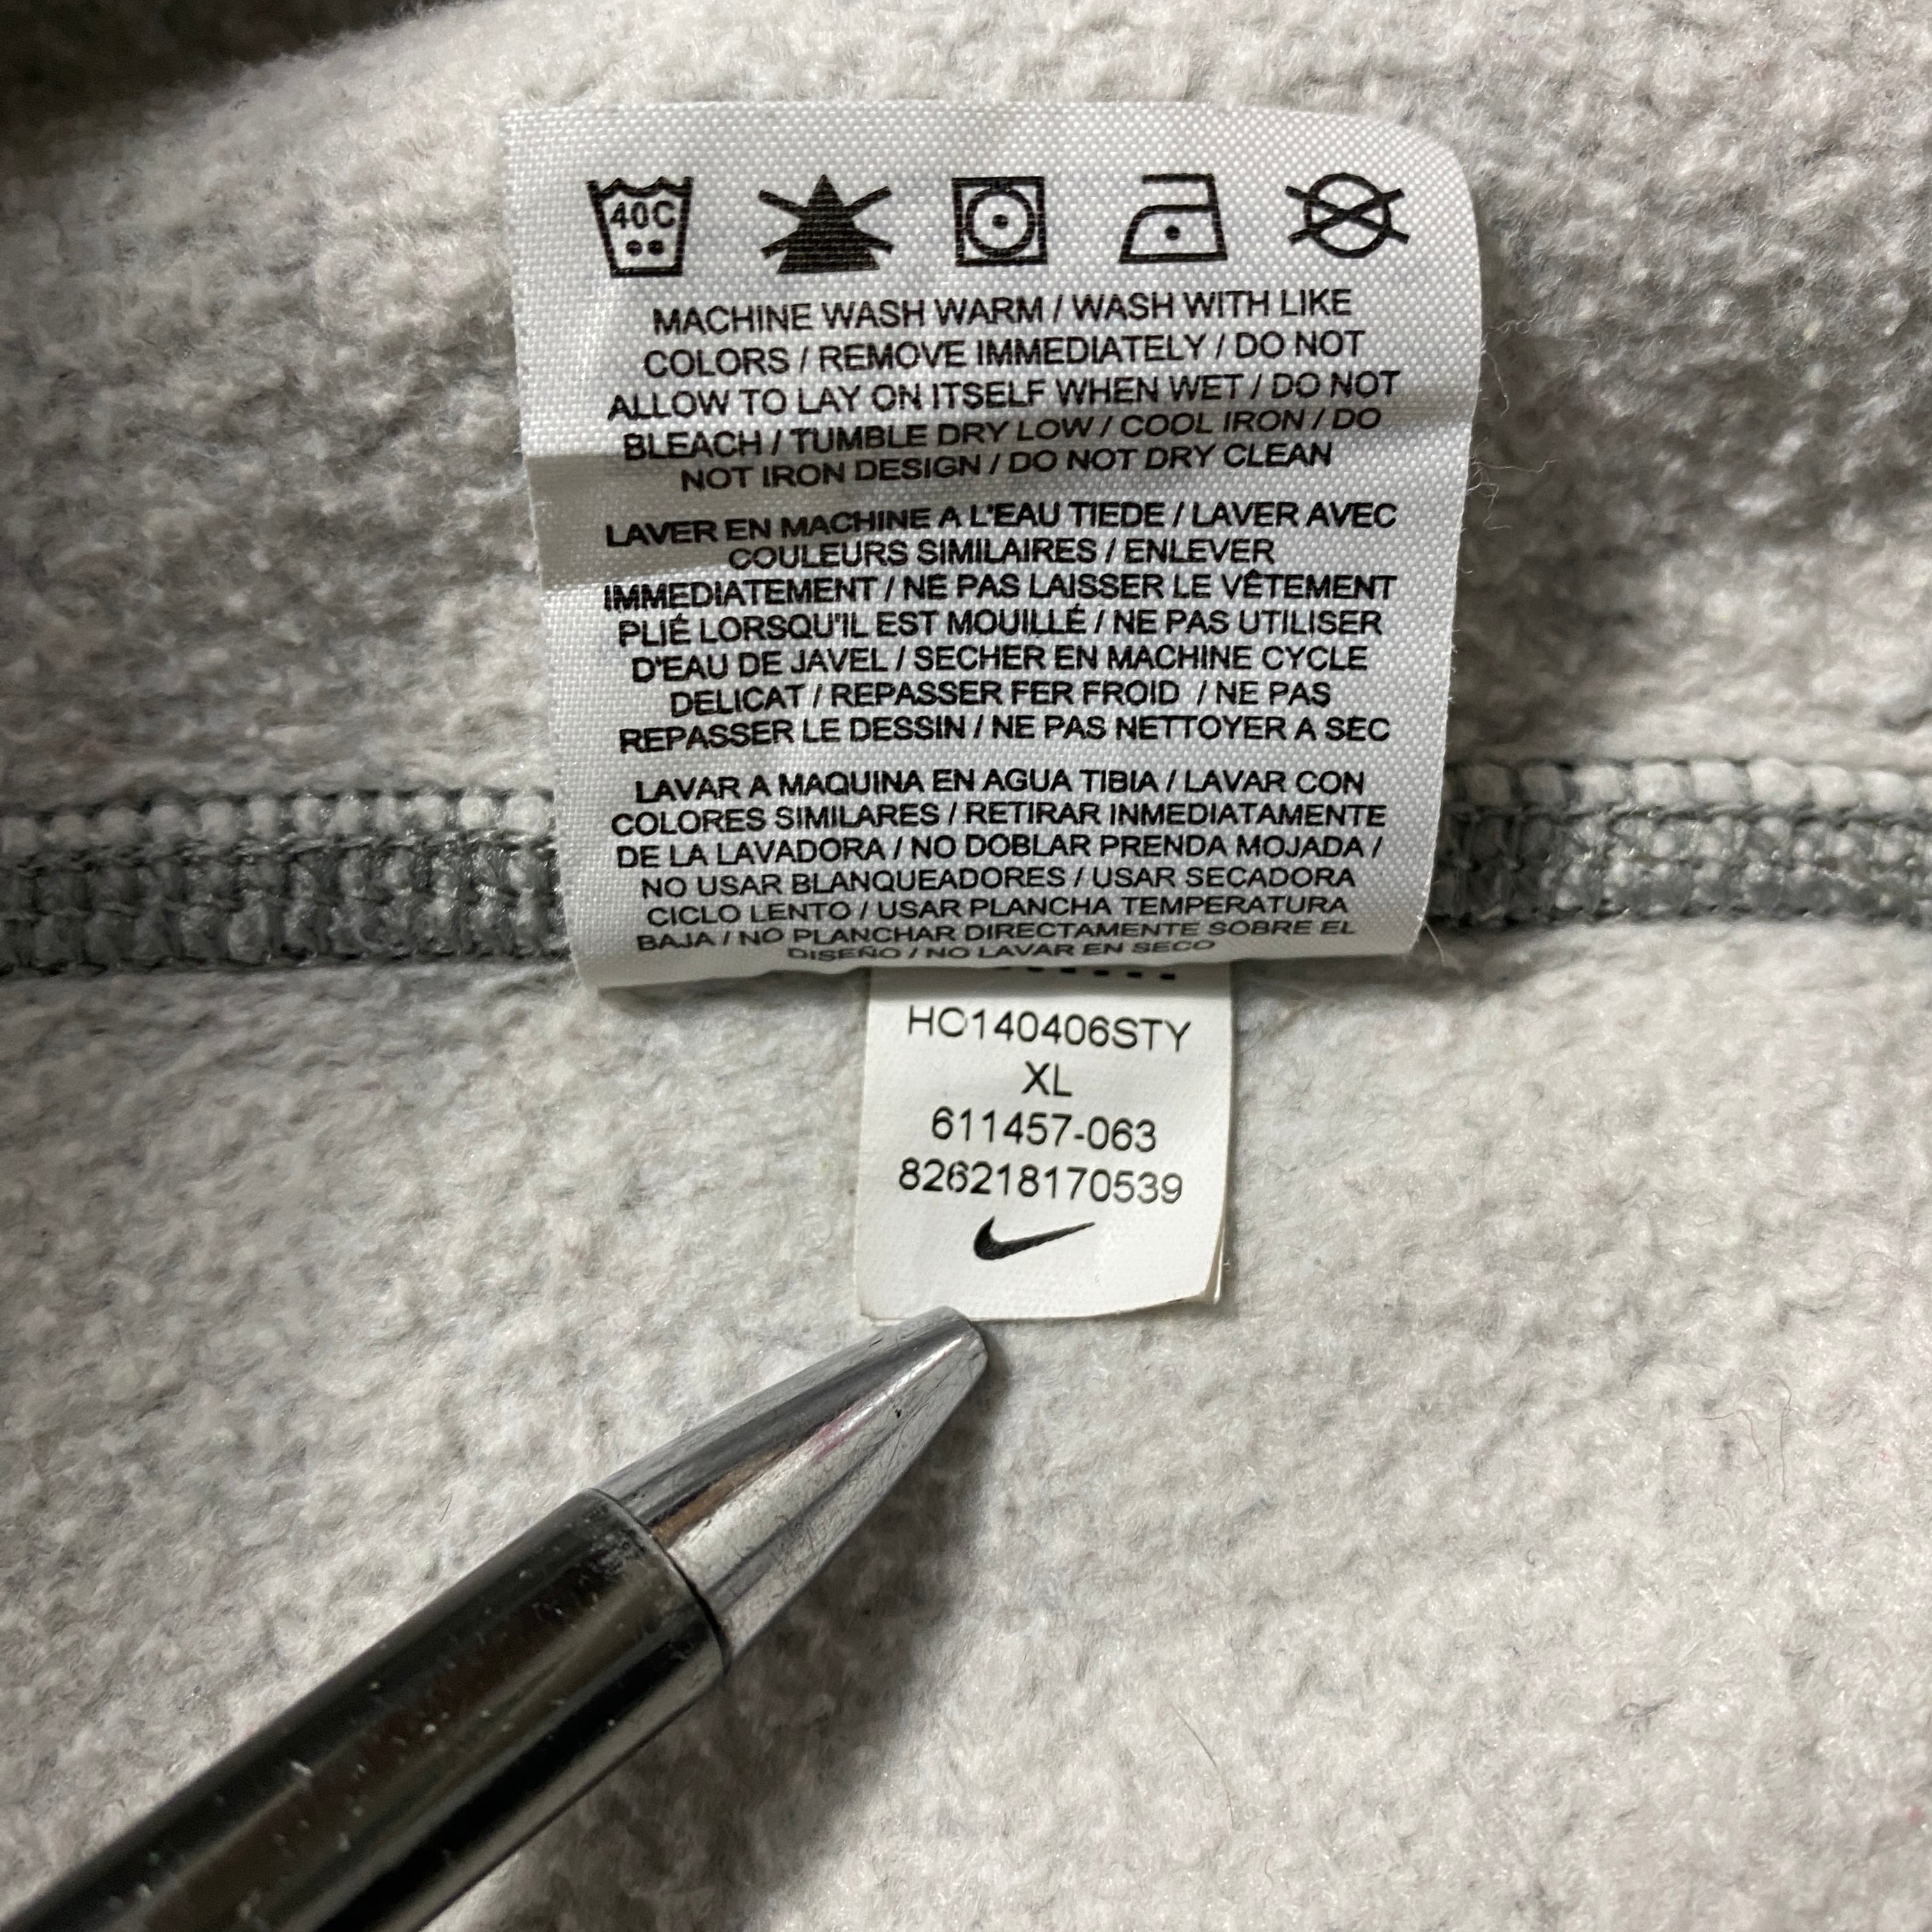 40C
MACHINE WASH WARM / WASH WITH LIKE
COLORS / REMOVE IMMEDIATELY / DO NOT
ALLOW TO LAY ON ITSELF WHEN WET / DO NOT
BLEACH / TUMBLE DRY LOW / COOL IRON / DO
NOT IRON DESIGN / DO NOT DRY CLEAN
LAVER EN MACHINE A L'EAU TIEDE / LAVER AVEC
COULEURS SIMILAIRES / ENLEVER
IMMEDIATEMENT / NE PAS LAISSER LE VÊTEMENT
PLIÉ LORSQU'IL EST MOUILLÉ / NE PAS UTILISER
D'EAU DE JAVEL / SECHER EN MACHINE CYCLE
DELICAT / REPASSER FER FROID / NE PAS
REPASSER LE DESSIN / NE PAS NETTOYER A SEC
LAVAR A MAQUINA EN AGUA TIBIA / LAVAR CON
COLORES SIMILARES / RETIRAR INMEDIATAMENTE
DE LA LAVADORA / NO DOBLAR PRENDA MOJADA /
NO USAR BLANQUEADORES / USAR SECADORA
CICLO LENTO / USAR PLANCHA TEMPERATURA
BAJA / NO PLANCHAR DIRECTAMENTE SOBRE EL
DISEÑO / NO LAVAR EN SECO
HO140406STY
XL
611457-063
826218170539